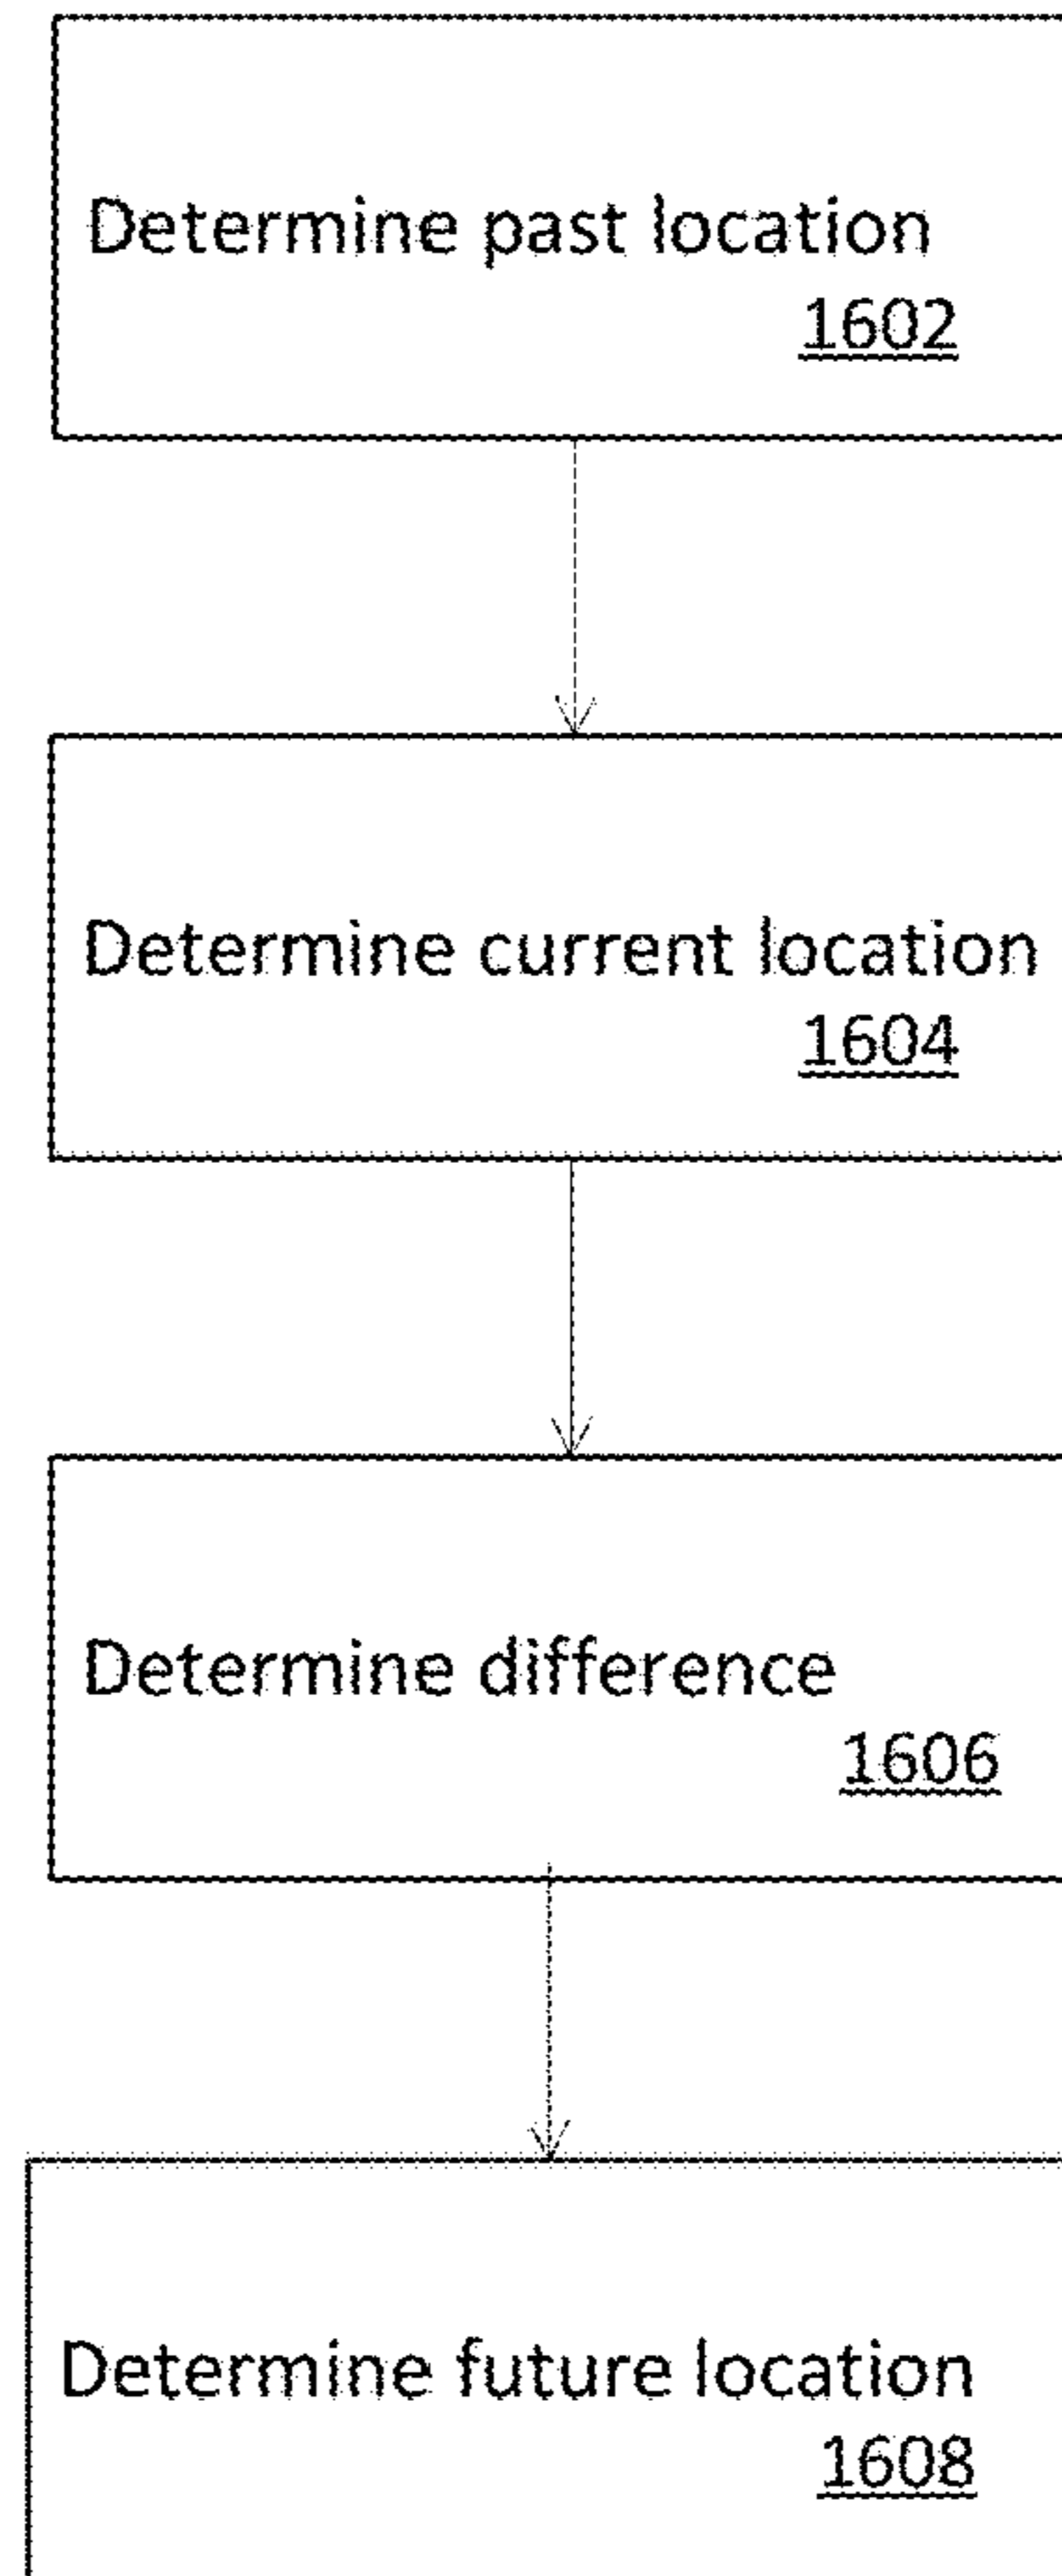 Determine past location
1602
Determine current location
1604
Determine difference
1606
Determine future location
1608